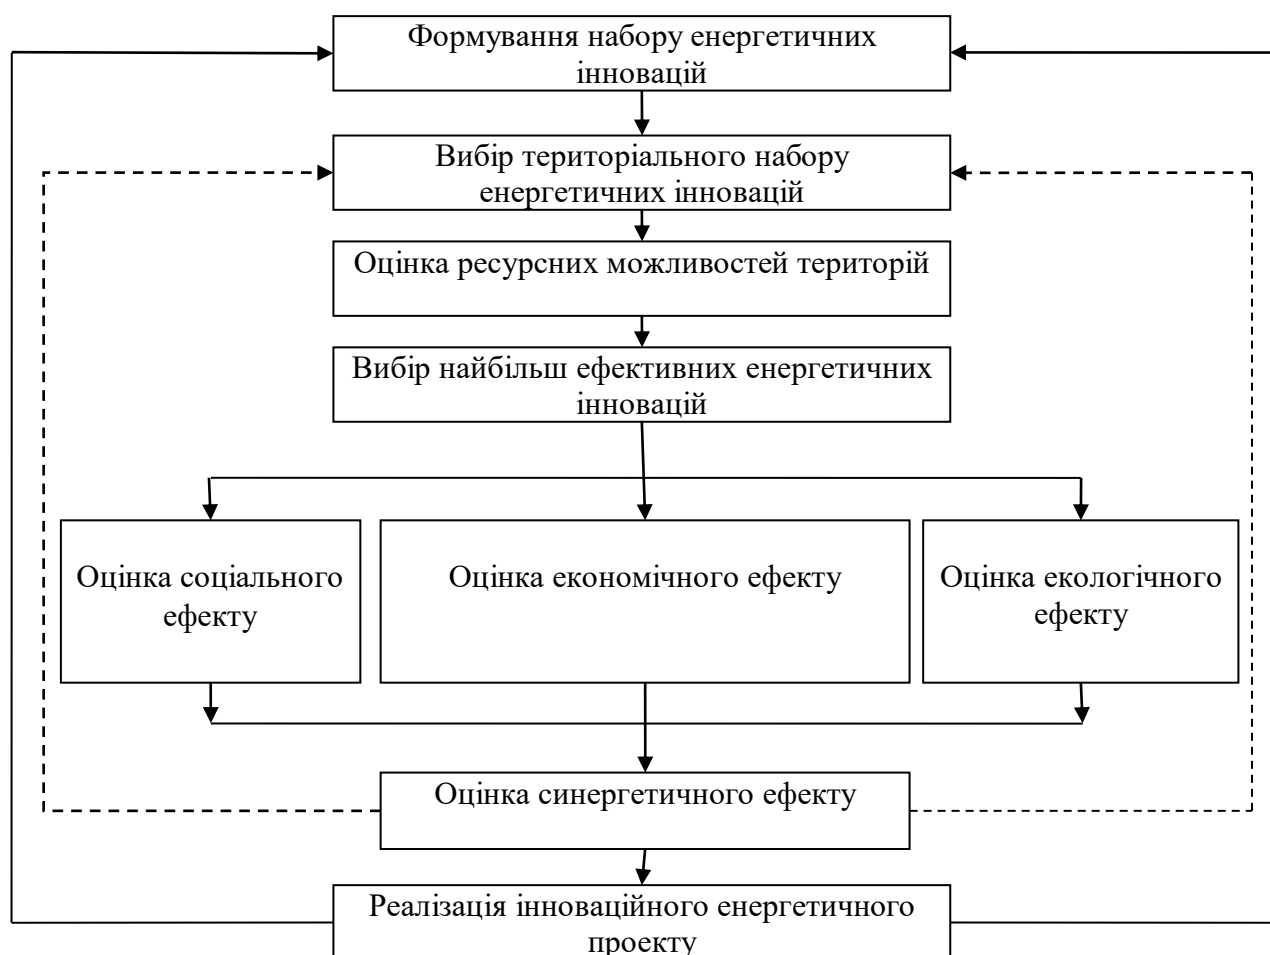 Формування набору енергетичних
інновацій
Вибір територіального набору
енергетичних інновацій
Оцінка ресурсних можливостей територій
Вибір найбільш ефективних енергетичних
інновацій
Оцінка соціального
ефекту
Оцінка економічного ефекту
Оцінка екологічного
ефекту
Оцінка синергетичного ефекту
Реалізація інноваційного енергетичного
проекту